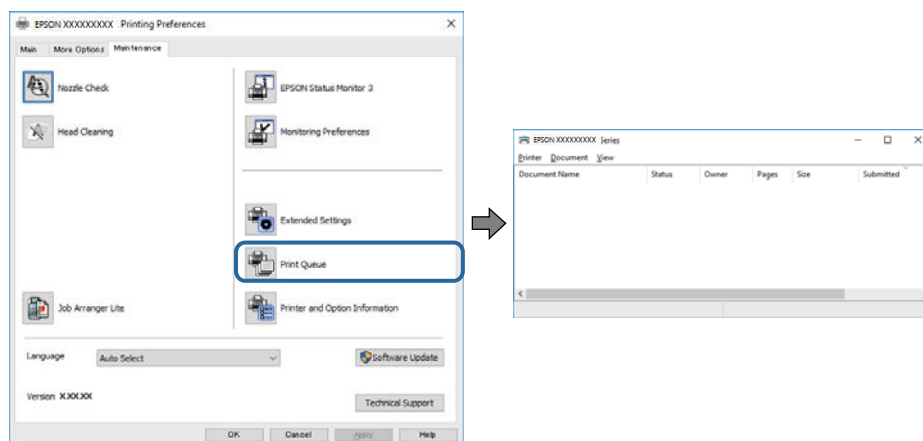 EPSON XXXXXXXXX Printing Preferences
Main More Options Maintenance
Nozzle Check
EPSON Status Monitor 3
Head Cleaning
Monitoring Preferences
Extended Settings
Print Queue
Job Arranger Lite
Printer and Option Information
Language Auto Select
Software Update
Version X.XX.XX
Technical Support
OK Cancel Apply Help
EPSON XXXXXXXXX Series
Printer Document View
Document Name Status Owner Pages Size Submitted